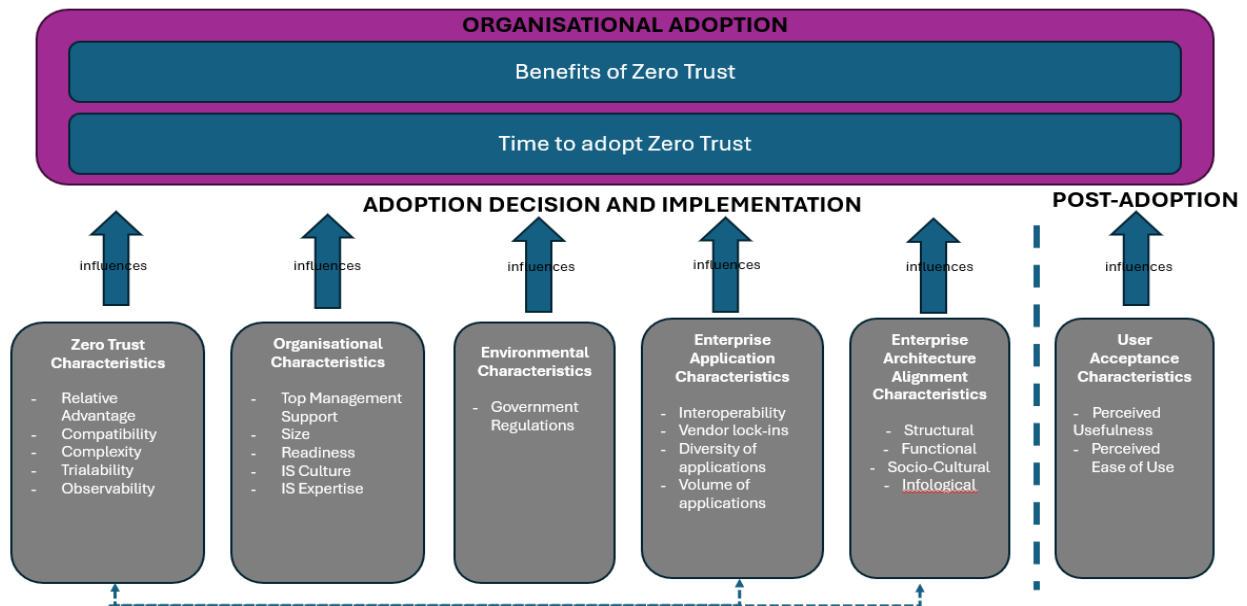 ORGANISATIONAL ADOPTION
Benefits of Zero Trust
Time to adopt Zero Trust
ADOPTION DECISION AND IMPLEMENTATION
POST-ADOPTION
influences
influences
influences
influences
influences
influences
Zero Trust
Characteristics
- Relative
Advantage
- Compatibility
- Complexity
- Trialability
- Observability
Organisational
Characteristics
- Top Management
Support
- Size
- Readiness
- IS Culture
- IS Expertise
Environmental
Characteristics
- Government
Regulations
Enterprise
Application
Characteristics
- Interoperability
- Vendor lock-ins
- Diversity of
applications
- Volume of
applications
Enterprise
Architecture
Alignment
Characteristics
- Structural
- Functional
- Socio-Cultural
- Infological
User
Acceptance
Characteristics
- Perceived
Usefulness
- Perceived
Ease of Use